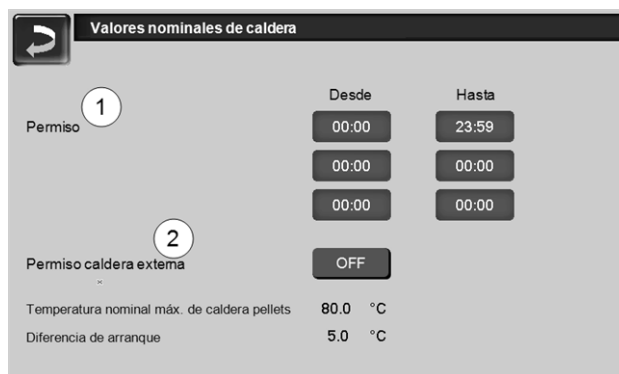 Valores nominales de caldera
1
Desde Hasta
Permiso 00:00 23:59
00:00 00:00
00:00 00:00
2
Permiso caldera externa OFF
Temperatura nominal máx. de caldera pellets 80.0 °C
Diferencia de arranque 5.0 °C